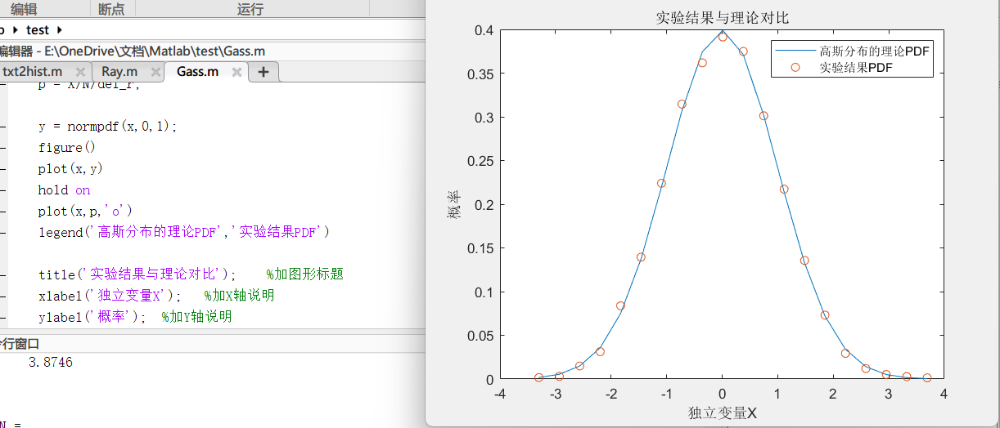 编辑
断点
运行
test
编辑器 - E:\OneDrive\文档\Matlab\test\Gass.m
txt2hist.m
Ray.m
Gass.m
p = X/N/del_r;
y = normpdf(x,0,1);
figure()
plot(x,y)
hold on
plot(x,p,'o')
legend('高斯分布的理论PDF','实验结果PDF')
title('实验结果与理论对比'); %加图形标题
xlabel('独立变量X'); %加X轴说明
ylabel('概率'); %加Y轴说明
行窗口
3.8746
N =
实验结果与理论对比
高斯分布的理论PDF
实验结果PDF
概率
0.4
0.35
0.3
0.25
0.2
0.15
0.1
0.05
0
-4
-3
-2
-1
0
1
2
3
4
独立变量X